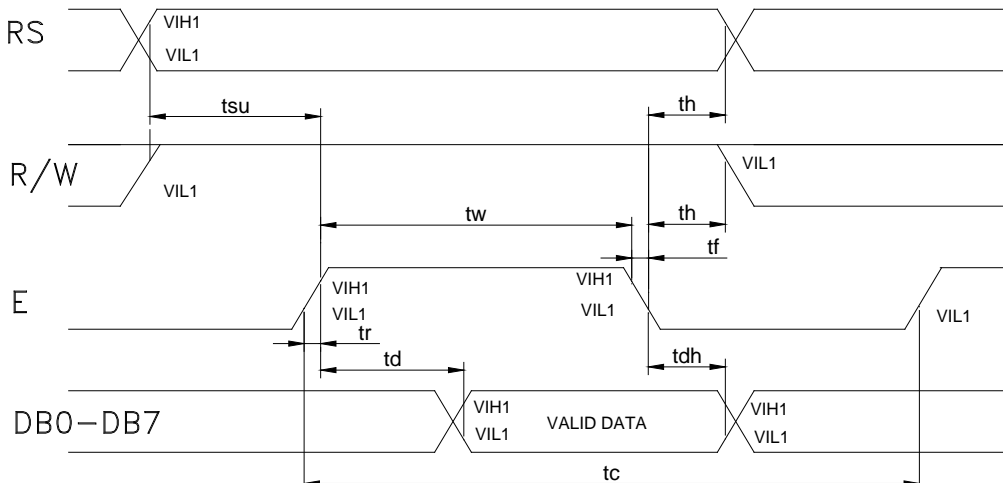 RS
VIH1
VIL1
tsu
th
R/W
VIL1
VIL1
tw
th
tf
E
VIH1
VIL1
VIH1
VIL1
VIL1
tr
td
tdh
DB0-DB7
VIH1
VIL1
VALID DATA
VIH1
VIL1
tc